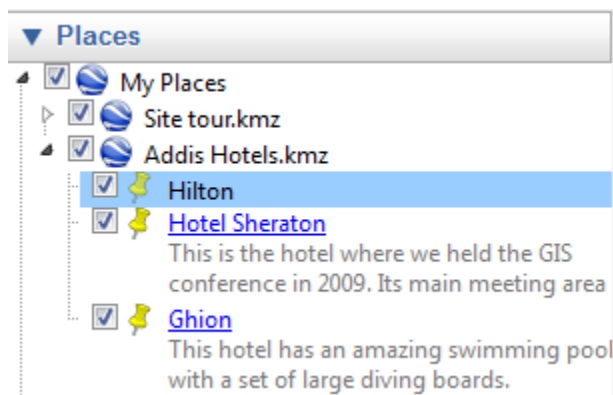 Places
My Places
Site tour.kmz
Addis Hotels.kmz
Hilton
Hotel Sheraton
This is the hotel where we held the GIS
conference in 2009. Its main meeting area
Ghion
This hotel has an amazing swimming pool
with a set of large diving boards.